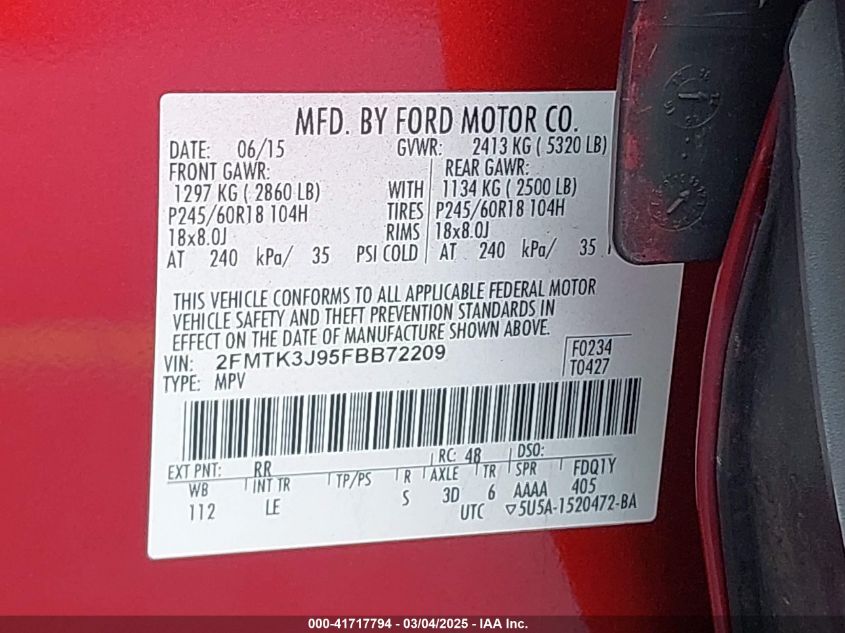 MFD. BY FORD MOTOR CO.
DATE: 06/15 GVWR: 2413 KG ( 5320 LB)
FRONT GAWR: REAR GAWR:
1297 KG ( 2860 LB) WITH 1134 KG ( 2500 LB)
P245/60R18 104H TIRES P245/60R18 104H
18x8.0J RIMS 18x8.0J
AT 240 kPa/ 35 PSI COLD AT 240 kPa/ 35
THIS VEHICLE CONFORMS TO ALL APPLICABLE FEDERAL MOTOR
VEHICLE SAFETY AND THEFT PREVENTION STANDARDS IN
EFFECT ON THE DATE OF MANUFACTURE SHOWN ABOVE.
VIN: 2FMTK3J95FBB72209 F0234
TYPE: MPV T0427
EXT PNT: RR RC: 48 DSO: FDQ1Y
WB INT TR TP/PS R AXLE TR SPR 405
112 LE S 3D 6 AAAA
UTC ▽5U5A-1520472-BA
000-41717794 - 03/04/2025 - IAA Inc.